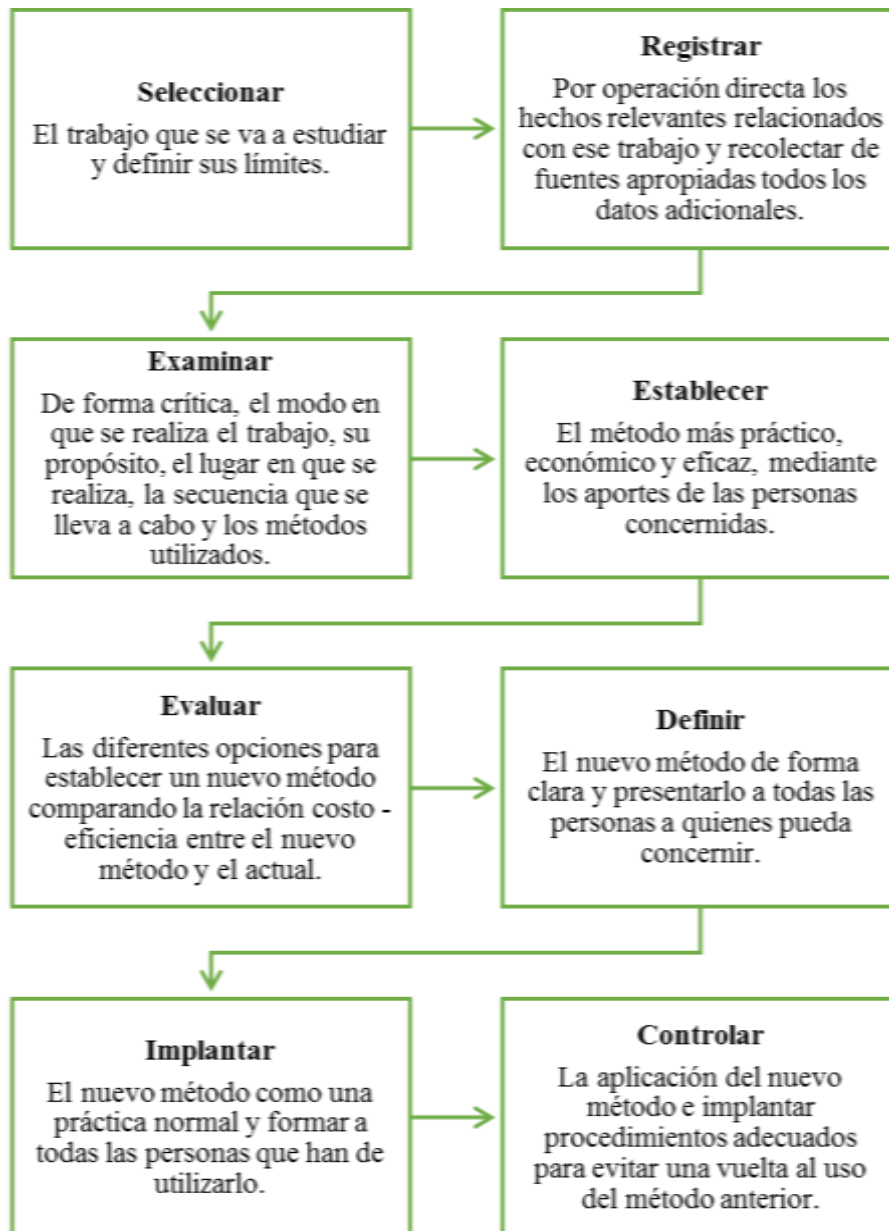 Seleccionar
El trabajo que se va a estudiar
y definir sus límites.
Registrar
Por operación directa los
hechos relevantes relacionados
con ese trabajo y recolectar de
fuentes apropiadas todos los
datos adicionales.
Examinar
De forma crítica, el modo en
que se realiza el trabajo, su
propósito, el lugar en que se
realiza, la secuencia que se
lleva a cabo y los métodos
utilizados.
Establecer
El método más práctico,
económico y eficaz, mediante
los aportes de las personas
concernidas.
Evaluar
Las diferentes opciones para
establecer un nuevo método
comparando la relación costo -
eficiencia entre el nuevo
método y el actual.
Definir
El nuevo método de forma
clara y presentarlo a todas las
personas a quienes pueda
concernir.
Implantar
El nuevo método como una
práctica normal y formar a
todas las personas que han de
utilizarlo.
Controlar
La aplicación del nuevo
método e implantar
procedimientos adecuados
para evitar una vuelta al uso
del método anterior.